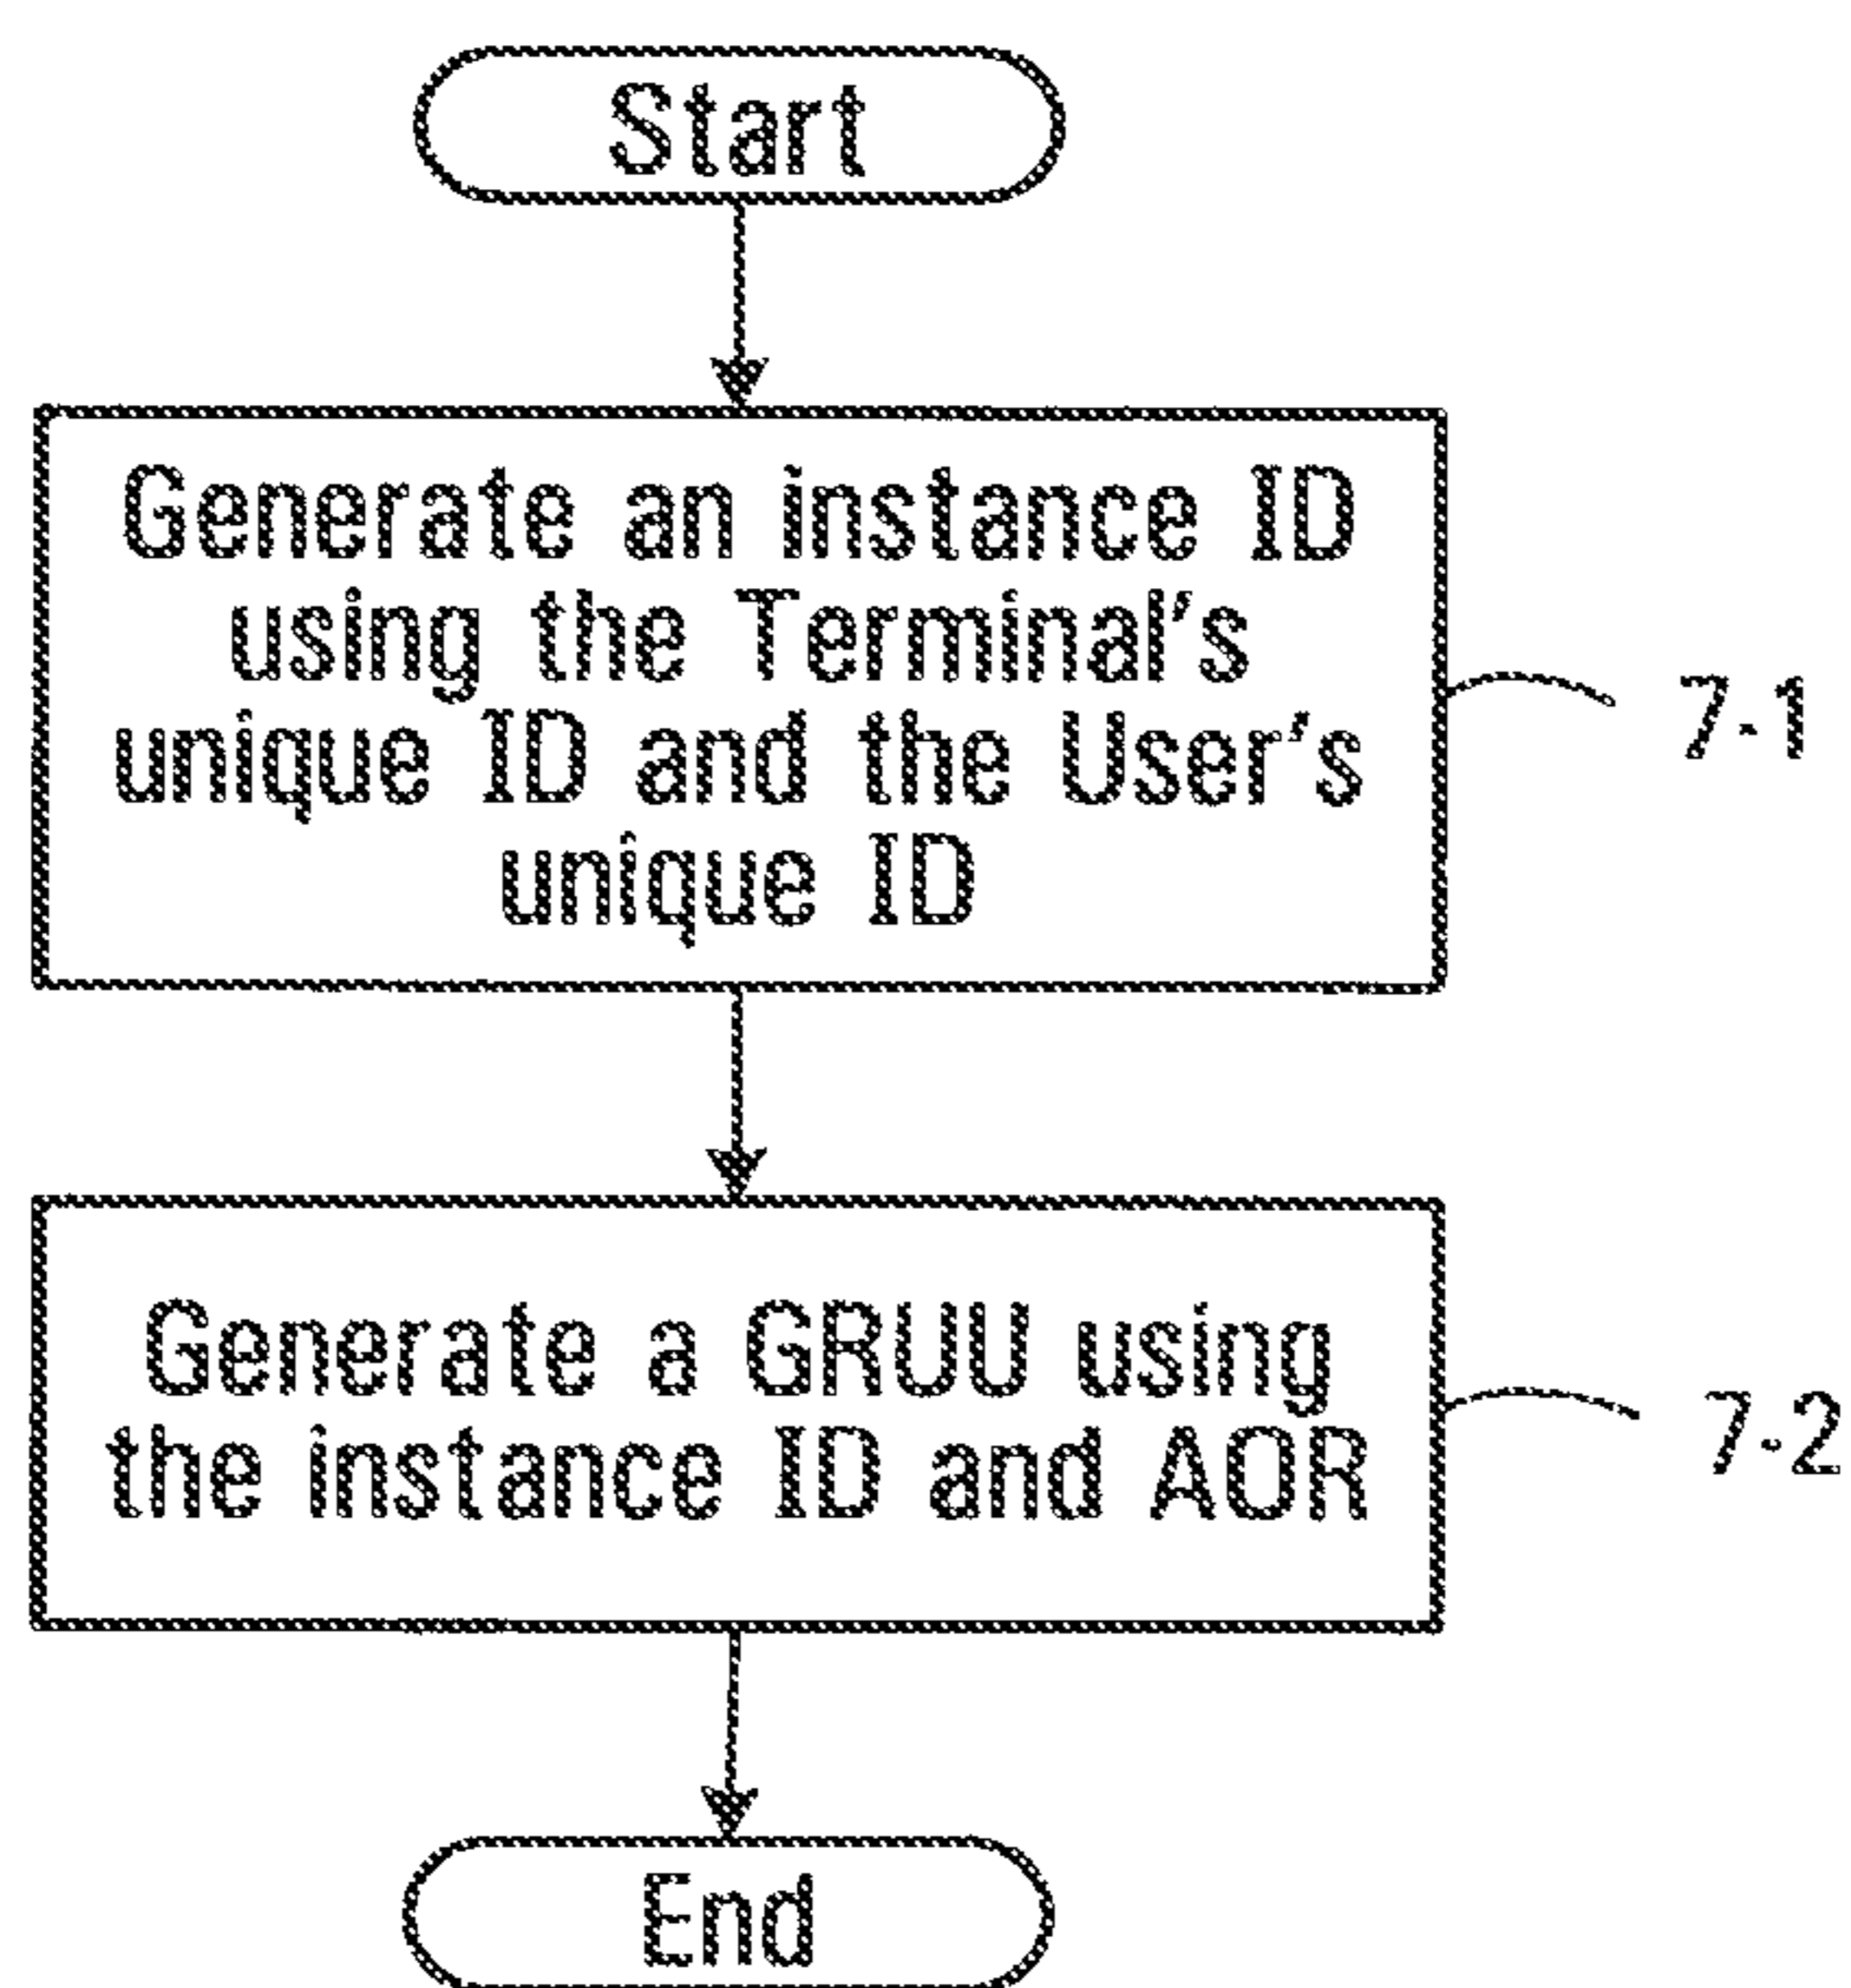 Start
Generate an instance ID
using the Terminal's
unique ID and the User's
unique ID
7-1
Generate a GRUU using
the instance ID and AOR
7-2
End